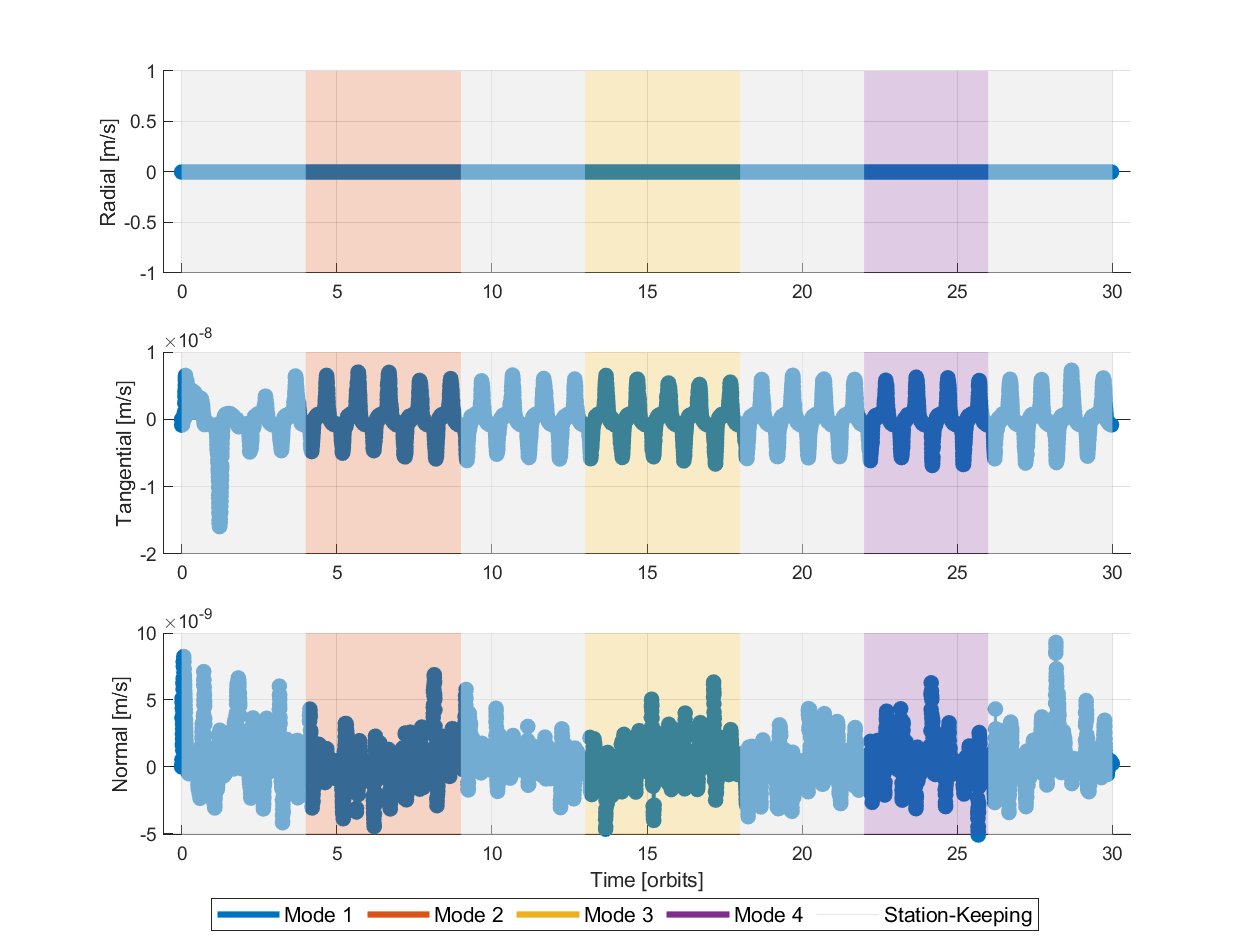 1
0.5
0
-0.5
-1
Radial [m/s]
0 5 10 15 20 25 30
×10-8
1
0
-1
-2
Tangential [m/s]
0 5 10 15 20 25 30
×10-9
10
5
0
-5
Normal [m/s]
0 5 10 15 20 25 30
Time [orbits]
Mode 1 Mode 2 Mode 3 Mode 4 Station-Keeping